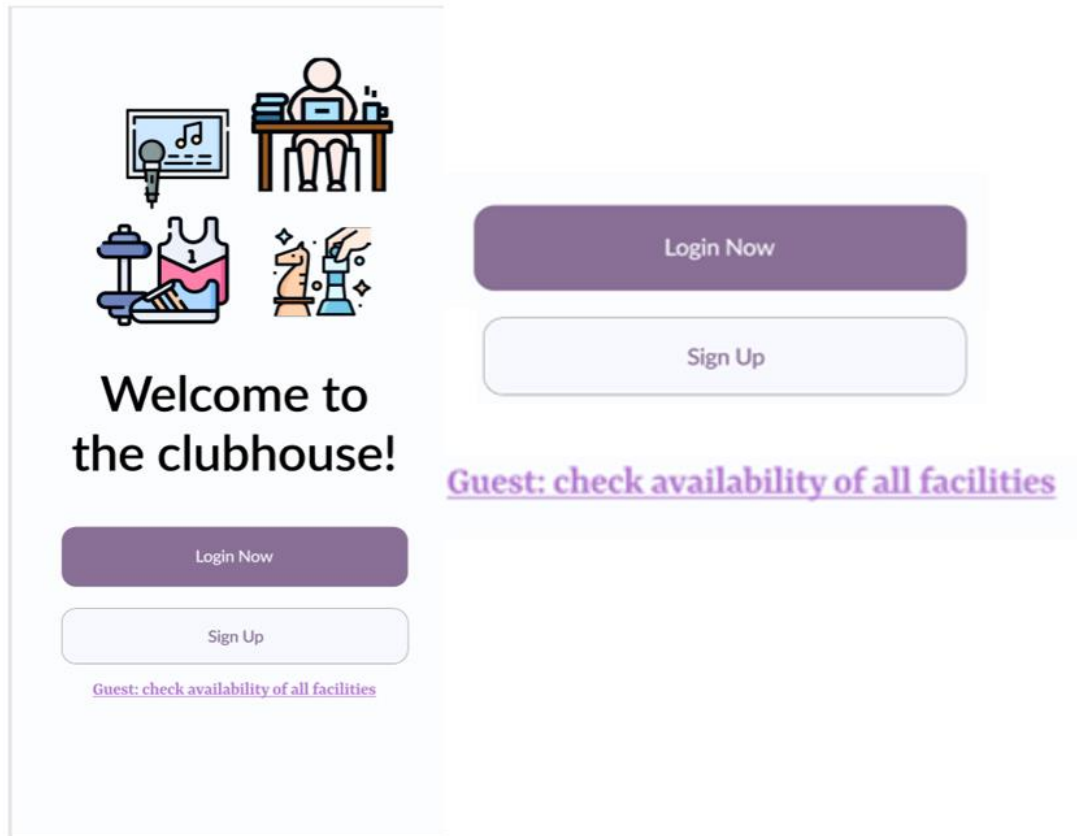 1
Welcome to
the clubhouse!
Login Now
Sign Up
Guest: check availability of all facilities
Login Now
Sign Up
Guest: check availability of all facilities